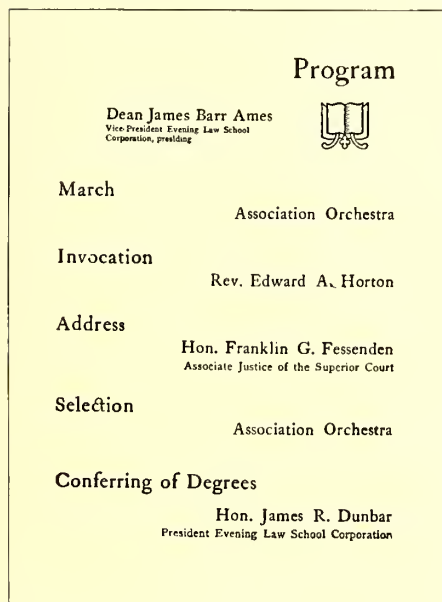 Program
Dean James Barr Ames
Vice-President Evening Law School
Corporation, presiding
March
Association Orchestra
Invocation
Rev. Edward A. Horton
Address
Hon. Franklin G. Fessenden
Associate Justice of the Superior Court
Selection
Association Orchestra
Conferring of Degrees
Hon. James R. Dunbar
President Evening Law School Corporation